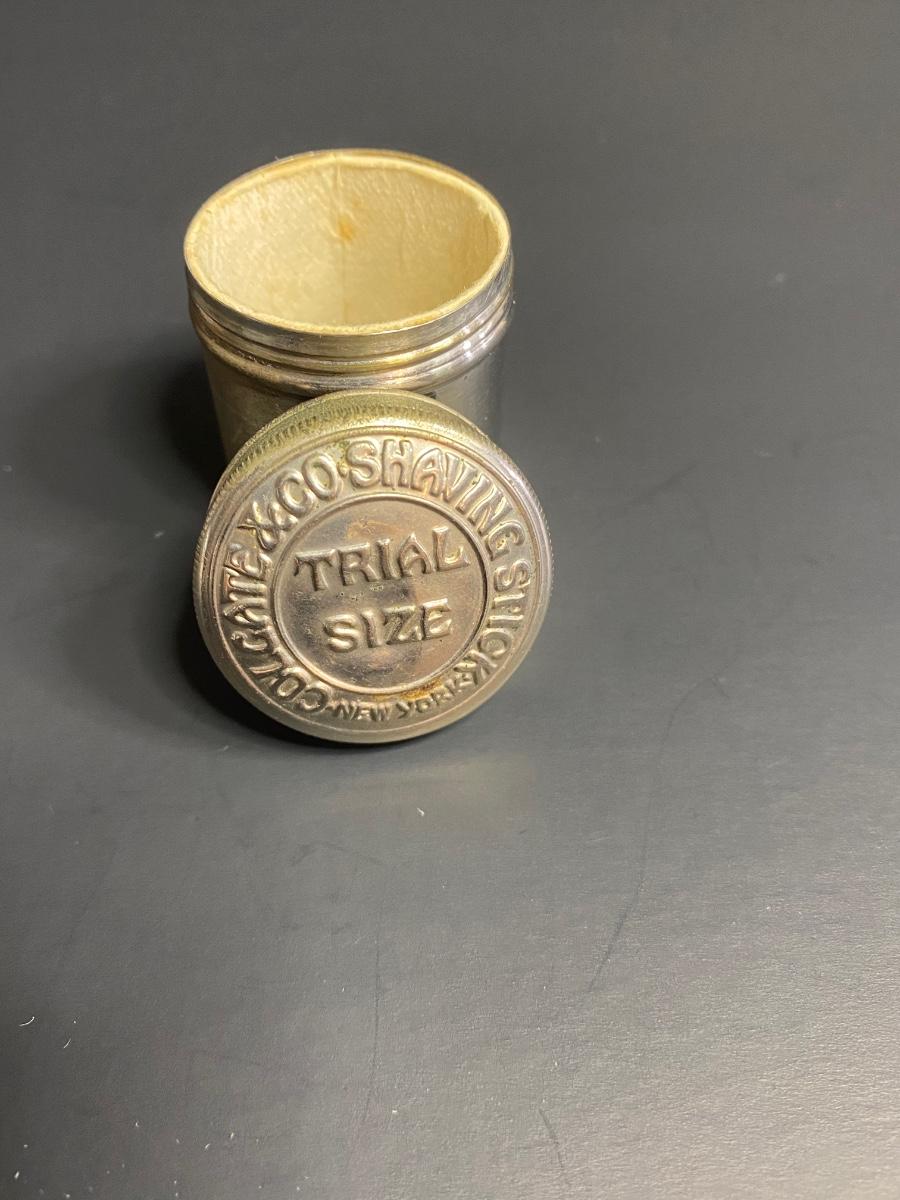 COLGATE & CO · SHAVING STICK
· NEW YORK ·
TRIAL
SIZE